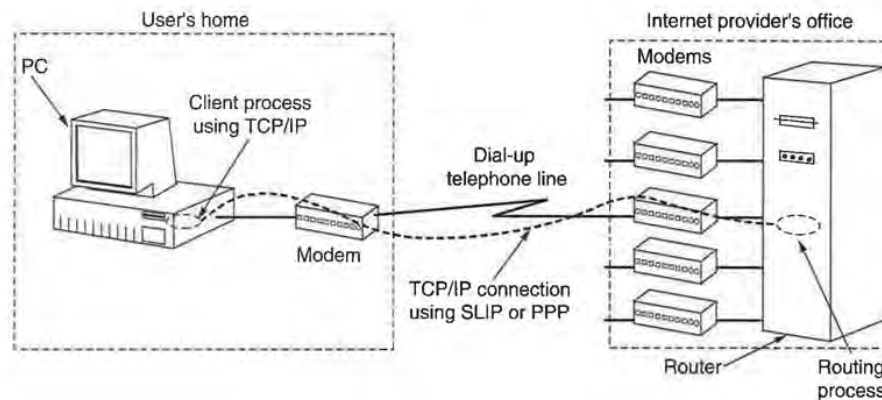 User's home
Internet provider's office
PC
Modems
Client process
using TCP/IP
Dial-up
telephone line
Modem
TCP/IP connection
using SLIP or PPP
Router
Routing
process